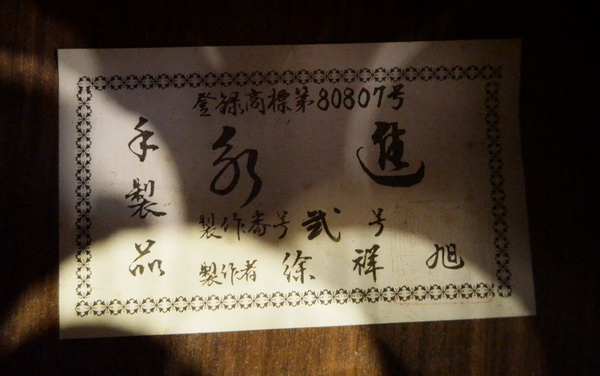 登録商標第80807号
手製品
永進
製作番号 弐 号
製作者 徐祥旭